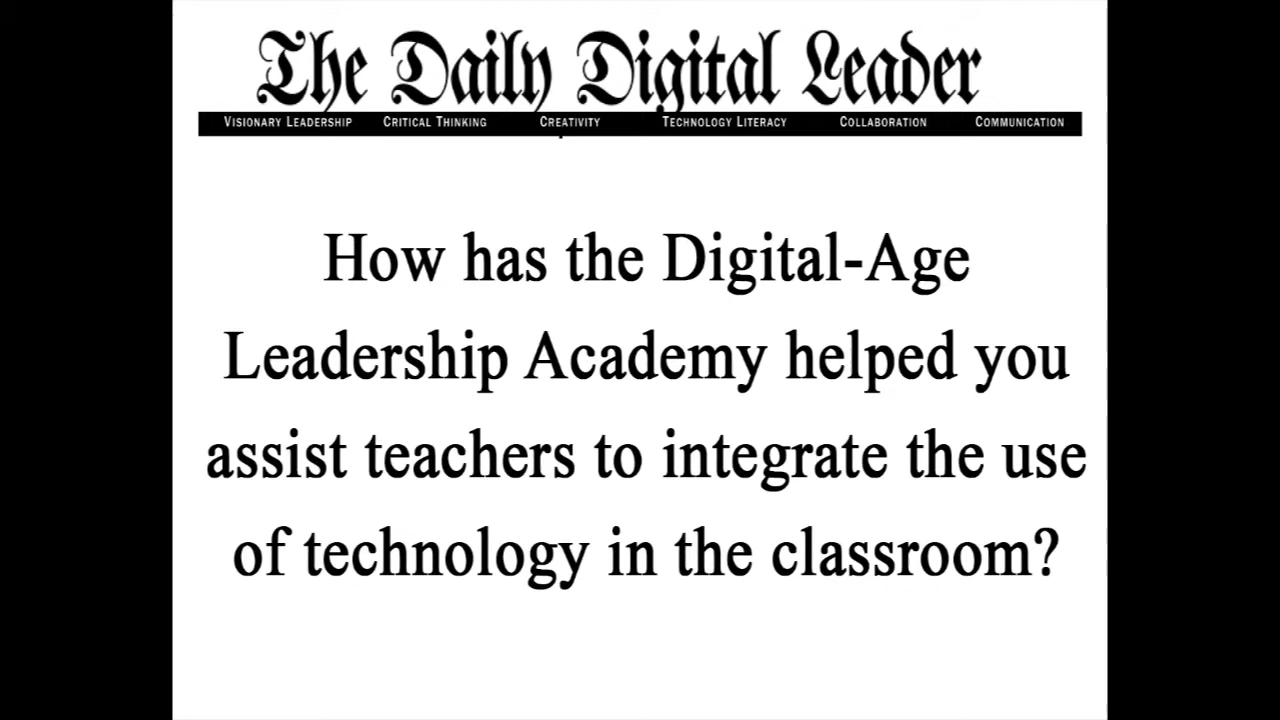 The Daily Digital Leader
VISIONARY LEADERSHIP CRITICAL THINKING CREATIVITY TECHNOLOGY LITERACY COLLABORATION COMMUNICATION
How has the Digital-Age
Leadership Academy helped you
assist teachers to integrate the use
of technology in the classroom?